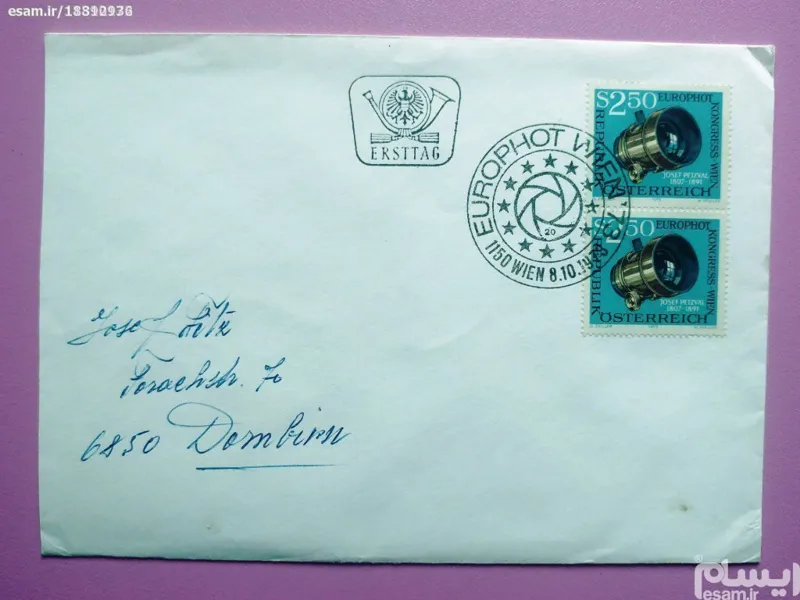 esam.ir/
ERSTTAG
EUROPHOT WIEN '73
20
1150 WIEN 8.10.19
S2.50 EUROPHOT
KONGRESS WIEN
REPUBLIK
JOSEF PETZVAL
1807-1891
ÖSTERREICH
S2.50 EUROPHOT
KONGRESS WIEN
REPUBLIK
JOSEF PETZVAL
1807-1891
ÖSTERREICH
Josef
6850 Dornbirn
ایسام
esam.ir